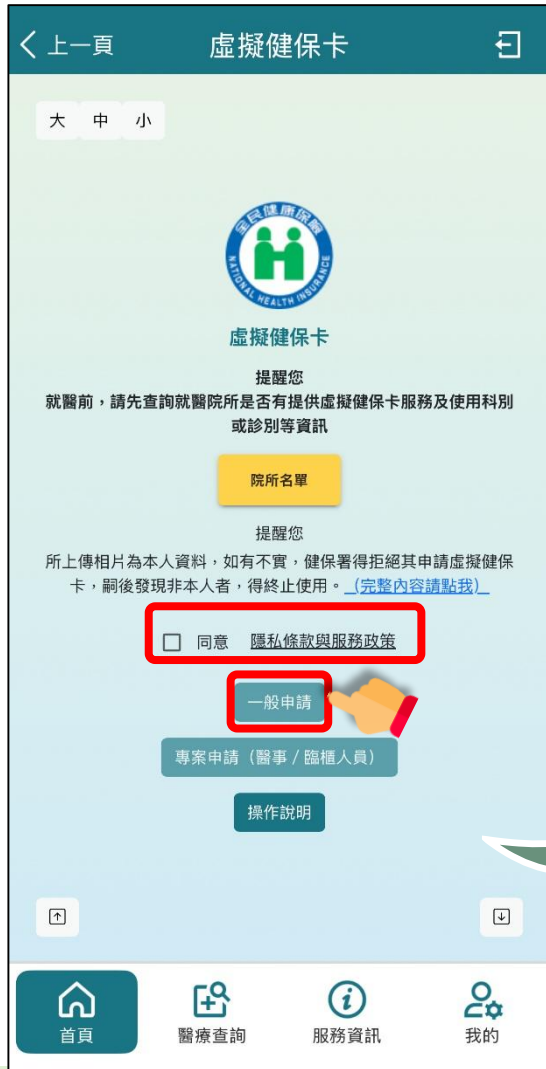 上一頁
虛擬健保卡
大 中 小
全民健康保險
NATIONAL HEALTH INSURANCE
虛擬健保卡
提醒您
就醫前，請先查詢就醫院所是否有提供虛擬健保卡服務及使用科別
或診別等資訊
院所名單
提醒您
所上傳相片為本人資料，如有不實，健保署得拒絕其申請虛擬健保
卡，嗣後發現非本人者，得終止使用。 (完整內容請點我)
同意 隱私條款與服務政策
一般申請
專案申請（醫事 / 臨櫃人員）
操作說明
首頁
醫療查詢
服務資訊
我的